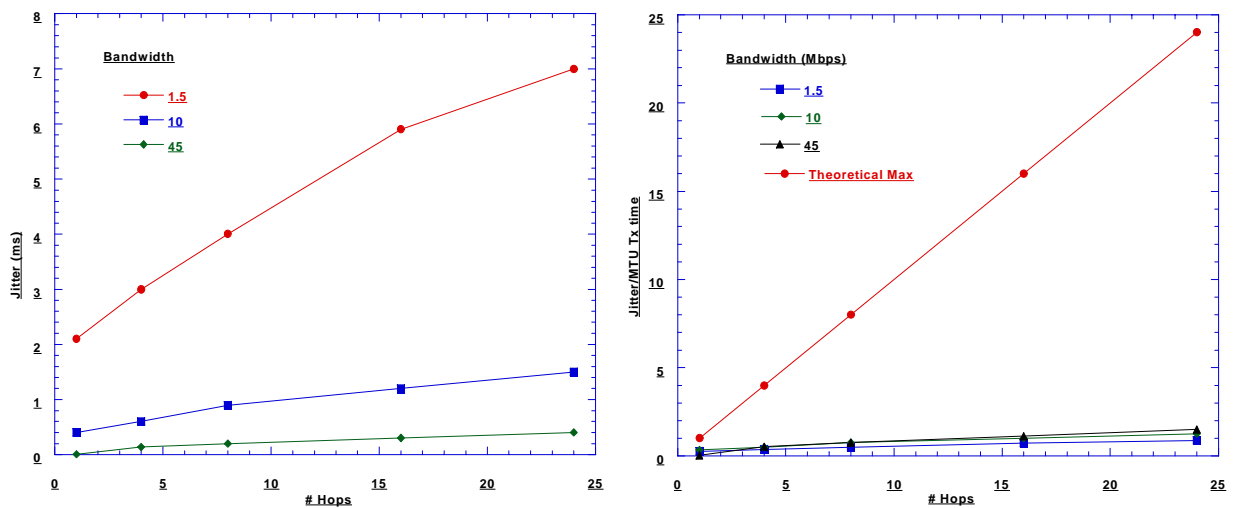 8
7
6
5
4
3
2
1
0
Jitter (ms)
Bandwidth
1.5
10
45
0 5 10 15 20 25
# Hops
25
20
15
10
5
0
Jitter/MTU Tx time
Bandwidth (Mbps)
1.5
10
45
Theoretical Max
0 5 10 15 20 25
# Hops